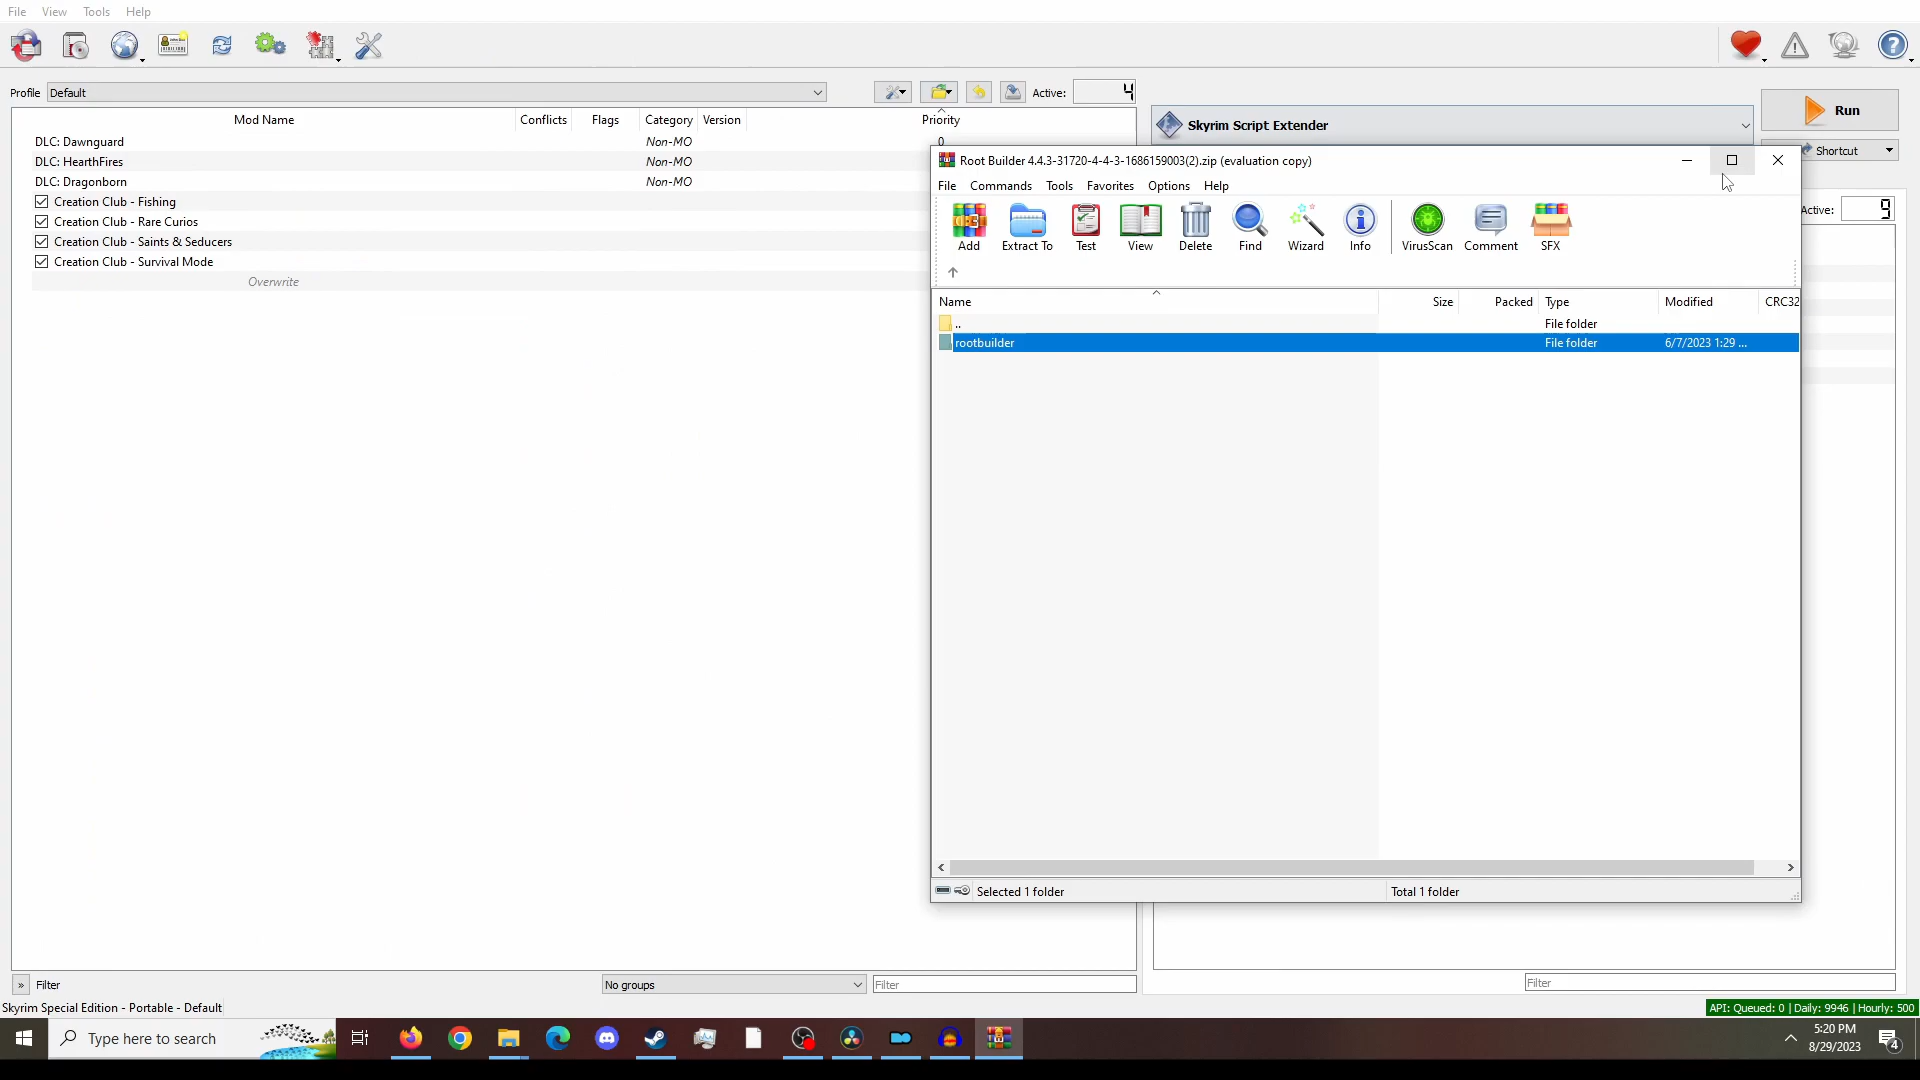 File View Tools Help
Profile Default Active: 4
Mod Name Conflicts Flags Category Version Priority
DLC: Dawnguard Non-MO 0
DLC: HearthFires Non-MO
DLC: Dragonborn Non-MO
Creation Club - Fishing
Creation Club - Rare Curios
Creation Club - Saints & Seducers
Creation Club - Survival Mode
Overwrite
Skyrim Script Extender
Run
Shortcut
Active: 9
Root Builder 4.4.3-31720-4-4-3-1686159003(2).zip (evaluation copy)
File Commands Tools Favorites Options Help
Add Extract To Test View Delete Find Wizard Info VirusScan Comment SFX
Name Size Packed Type Modified CRC32
.. File folder
rootbuilder File folder 6/7/2023 1:29 ...
Selected 1 folder Total 1 folder
» Filter No groups Filter Filter
Skyrim Special Edition - Portable - Default API: Queued: 0 | Daily: 9946 | Hourly: 500
Type here to search
5:20 PM
8/29/2023
4